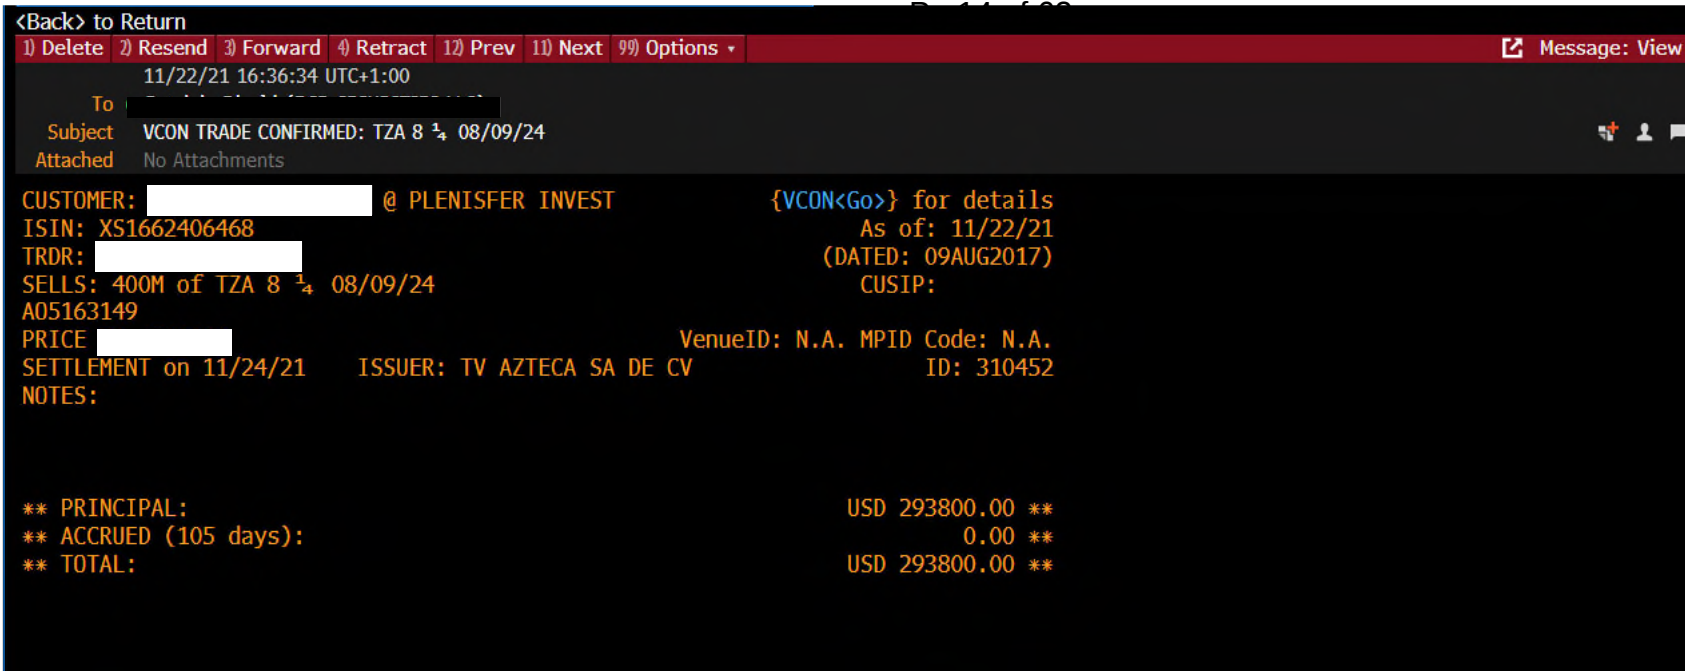 <Back> to Return
1) Delete 2) Resend 3) Forward 4) Retract 12) Prev 11) Next 99) Options Message: View
11/22/21 16:36:34 UTC+1:00
To
Subject VCON TRADE CONFIRMED: TZA 8 ¼ 08/09/24
Attached No Attachments
CUSTOMER: @ PLENISFER INVEST {VCON<Go>} for details
ISIN: XS1662406468 As of: 11/22/21
TRDR: (DATED: 09AUG2017)
SELLS: 400M of TZA 8 ¼ 08/09/24 CUSIP:
AO5163149
PRICE VenueID: N.A. MPID Code: N.A.
SETTLEMENT on 11/24/21 ISSUER: TV AZTECA SA DE CV ID: 310452
NOTES:
** PRINCIPAL: USD 293800.00 **
** ACCRUED (105 days): 0.00 **
** TOTAL: USD 293800.00 **